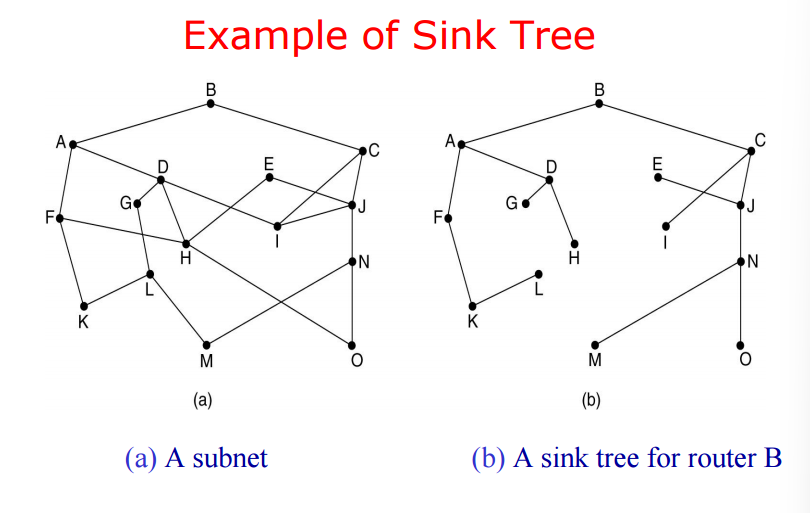 Example of Sink Tree
B
A
C
D
E
G
J
F
I
H
N
L
K
M
O
(a)
B
A
C
D
E
G
J
F
I
H
N
L
K
M
O
(b)
(a) A subnet
(b) A sink tree for router B